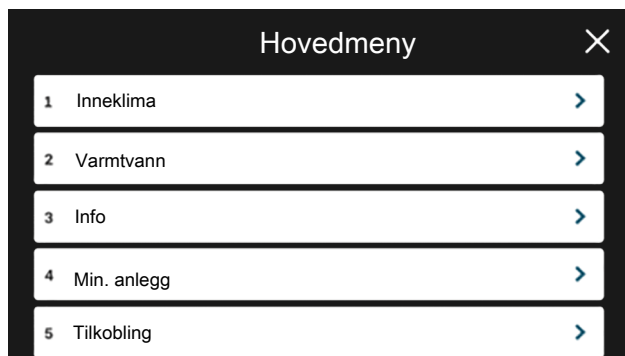 Hovedmeny
1 Inneklima
2 Varmtvann
3 Info
4 Min. anlegg
5 Tilkobling